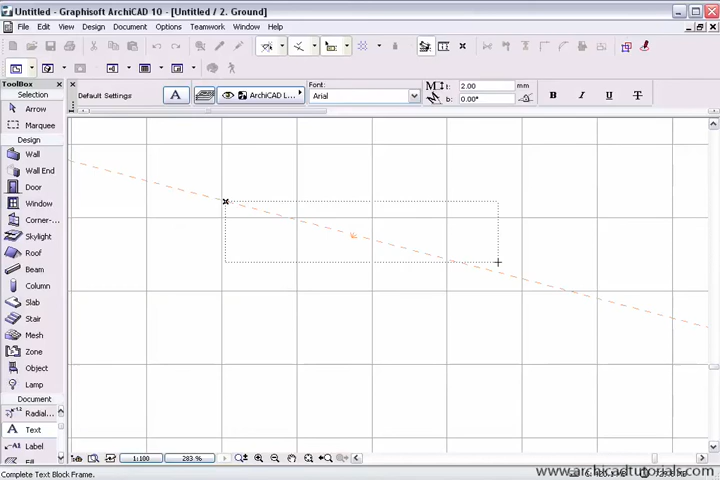 Untitled - Graphisoft ArchiCAD 10 - [Untitled / 2. Ground]
File Edit View Design Document Options Teamwork Window Help
ToolBox
Default Settings
A
ArchiCAD L...
Font:
Arial
t: 2.00 mm
b: 0.00°
B I U T
Selection
Arrow
Marquee
Design
Wall
Wall End
Door
Window
Corner-...
Skylight
Roof
Beam
Column
Slab
Stair
Mesh
Zone
Object
Lamp
Document
Radial...
A Text
A1 Label
1:100
283 %
Complete Text Block Frame.
www.archicadtutorials.com